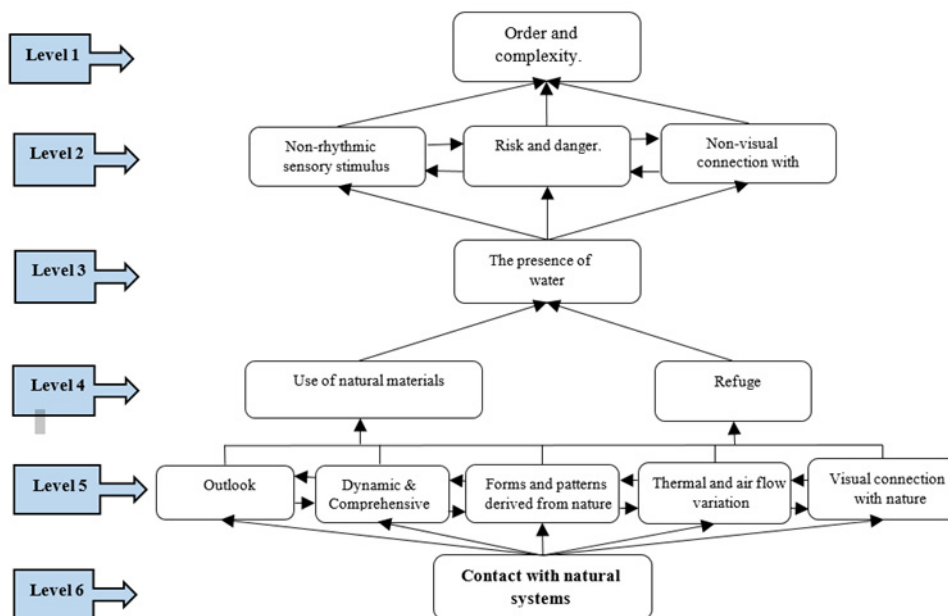 Level 1
Order and
complexity.
Level 2
Non-rhythmic
sensory stimulus
Risk and danger.
Non-visual
connection with
Level 3
The presence of
water
Level 4
Use of natural materials
Refuge
Level 5
Outlook
Dynamic &
Comprehensive
Forms and patterns
derived from nature
Thermal and air flow
variation
Visual connection
with nature
Level 6
Contact with natural
systems